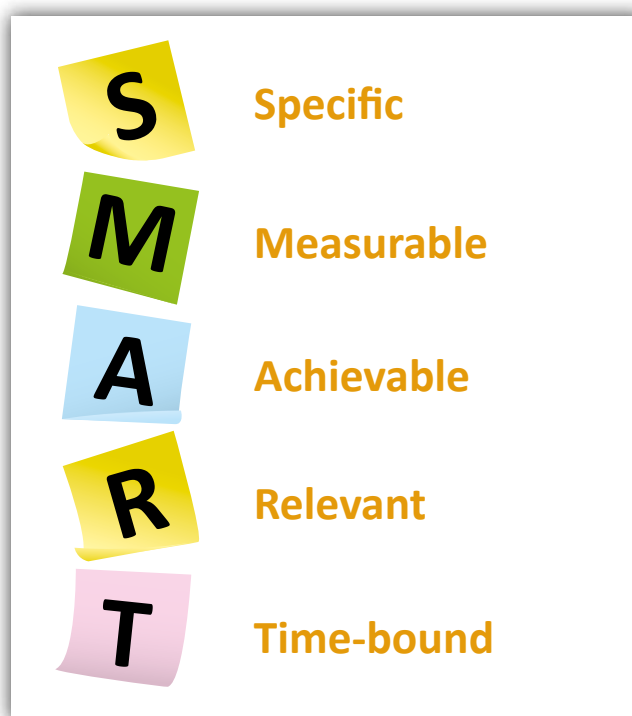 S Specific
M Measurable
A Achievable
R Relevant
T Time-bound